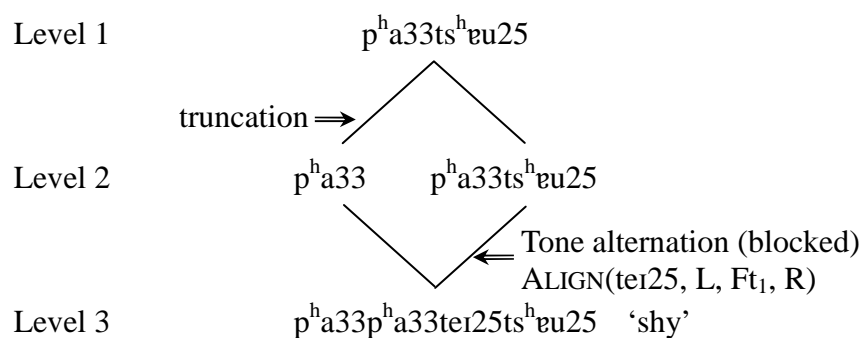 Level 1 pʰa33tsʰɐu25
truncation
Level 2 pʰa33 pʰa33tsʰɐu25
Tone alternation (blocked)
ALIGN(teɪ25, L, Ft₁, R)
Level 3 pʰa33pʰa33teɪ25tsʰɐu25 ‘shy’